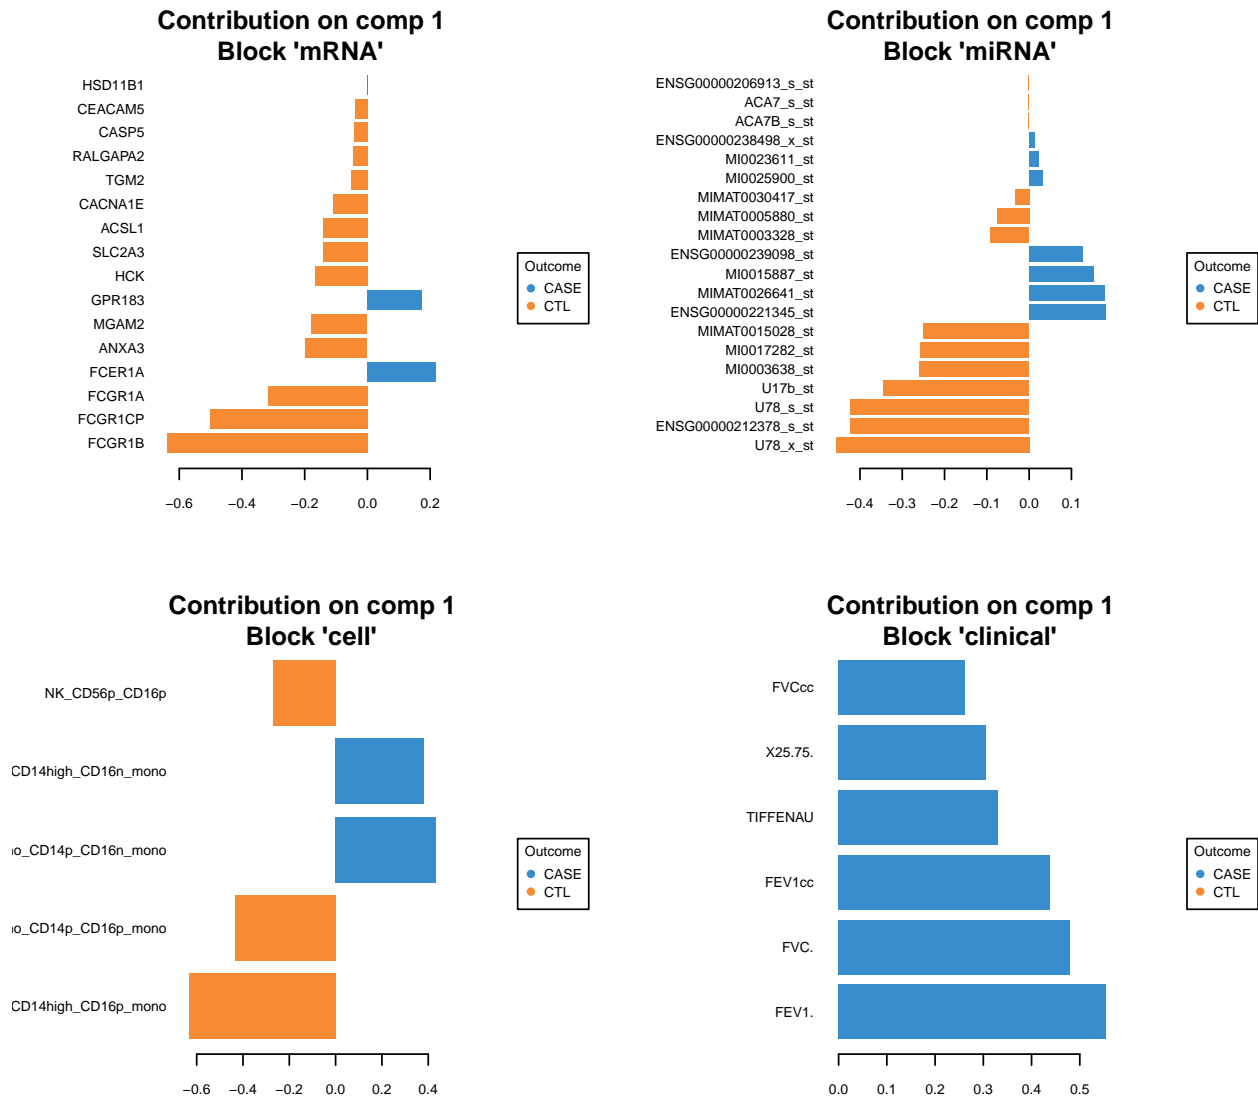 Contribution on comp 1
Block 'mRNA'
HSD11B1
CEACAM5
CASP5
RALGAPA2
TGM2
CACNA1E
ACSL1
SLC2A3
HCK
GPR183
MGAM2
ANXA3
FCER1A
FCGR1A
FCGR1CP
FCGR1B
−0.6 −0.4 −0.2 0.0 0.2
Outcome
CASE
CTL
Contribution on comp 1
Block 'miRNA'
ENSG00000206913_s_st
ACA7_s_st
ACA7B_s_st
ENSG00000238498_x_st
MI0023611_st
MI0025900_st
MIMAT0030417_st
MIMAT0005880_st
MIMAT0003328_st
ENSG00000239098_st
MI0015887_st
MIMAT0026641_st
ENSG00000221345_st
MIMAT0015028_st
MI0017282_st
MI0003638_st
U17b_st
U78_s_st
ENSG00000212378_s_st
U78_x_st
−0.4 −0.3 −0.2 −0.1 0.0 0.1
Outcome
CASE
CTL
Contribution on comp 1
Block 'cell'
NK_CD56p_CD16p
CD14high_CD16n_mono
o_CD14p_CD16n_mono
o_CD14p_CD16p_mono
CD14high_CD16p_mono
−0.6 −0.4 −0.2 0.0 0.2 0.4
Outcome
CASE
CTL
Contribution on comp 1
Block 'clinical'
FVCcc
X25.75.
TIFFENAU
FEV1cc
FVC.
FEV1.
0.0 0.1 0.2 0.3 0.4 0.5
Outcome
CASE
CTL